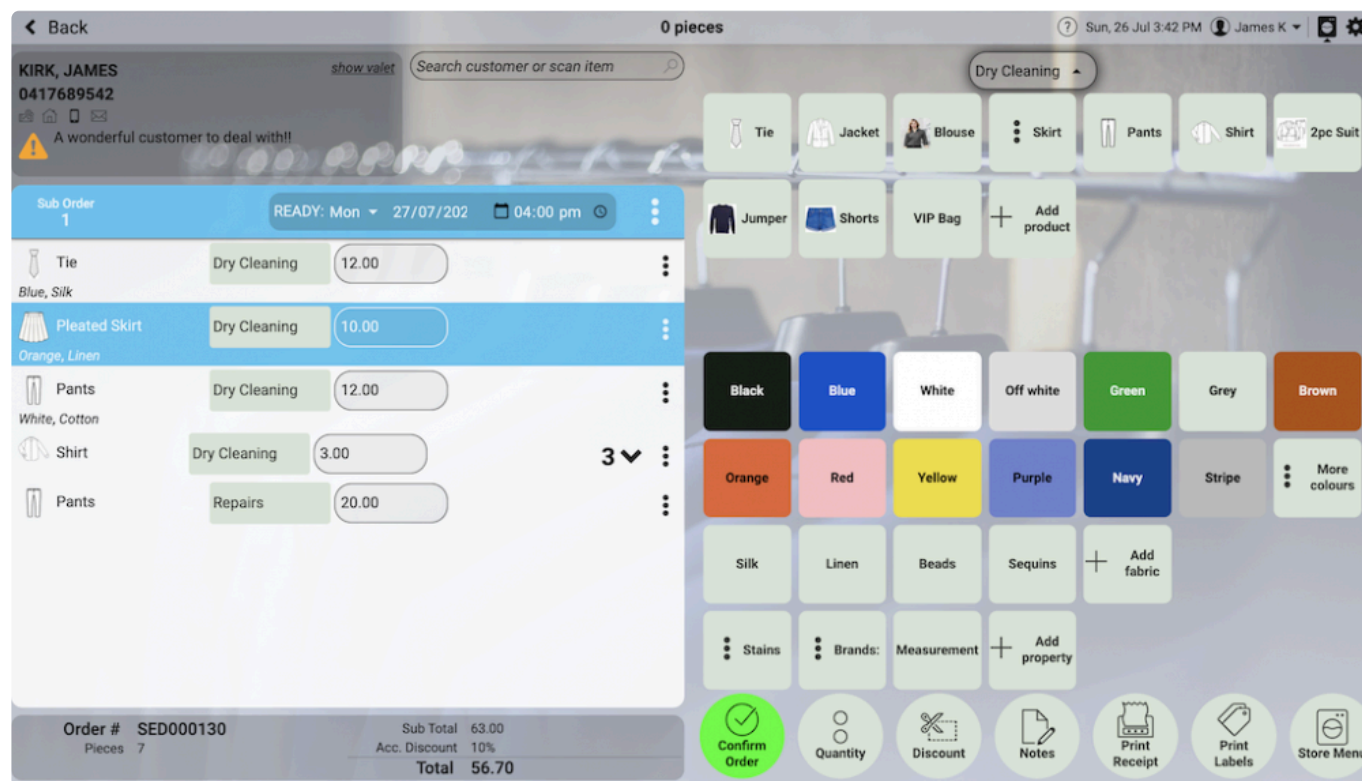 Back
0 pieces
? Sun, 26 Jul 3:42 PM James K
KIRK, JAMES
show valet
0417689542
A wonderful customer to deal with!!
Search customer or scan item
Sub Order
1
READY: Mon 27/07/202 04:00 pm
Tie Dry Cleaning 12.00
Blue, Silk
Pleated Skirt Dry Cleaning 10.00
Orange, Linen
Pants Dry Cleaning 12.00
White, Cotton
Shirt Dry Cleaning 3.00 3
Pants Repairs 20.00
Order # SED000130
Pieces 7
Sub Total 63.00
Acc. Discount 10%
Total 56.70
Dry Cleaning
Tie
Jacket
Blouse
Skirt
Pants
Shirt
2pc Suit
Jumper
Shorts
VIP Bag
Add
product
Black
Blue
White
Off white
Green
Grey
Brown
Orange
Red
Yellow
Purple
Navy
Stripe
More
colours
Silk
Linen
Beads
Sequins
Add
fabric
Stains
Brands:
Measurement
Add
property
Confirm
Order
Quantity
Discount
Notes
Print
Receipt
Print
Labels
Store Menu